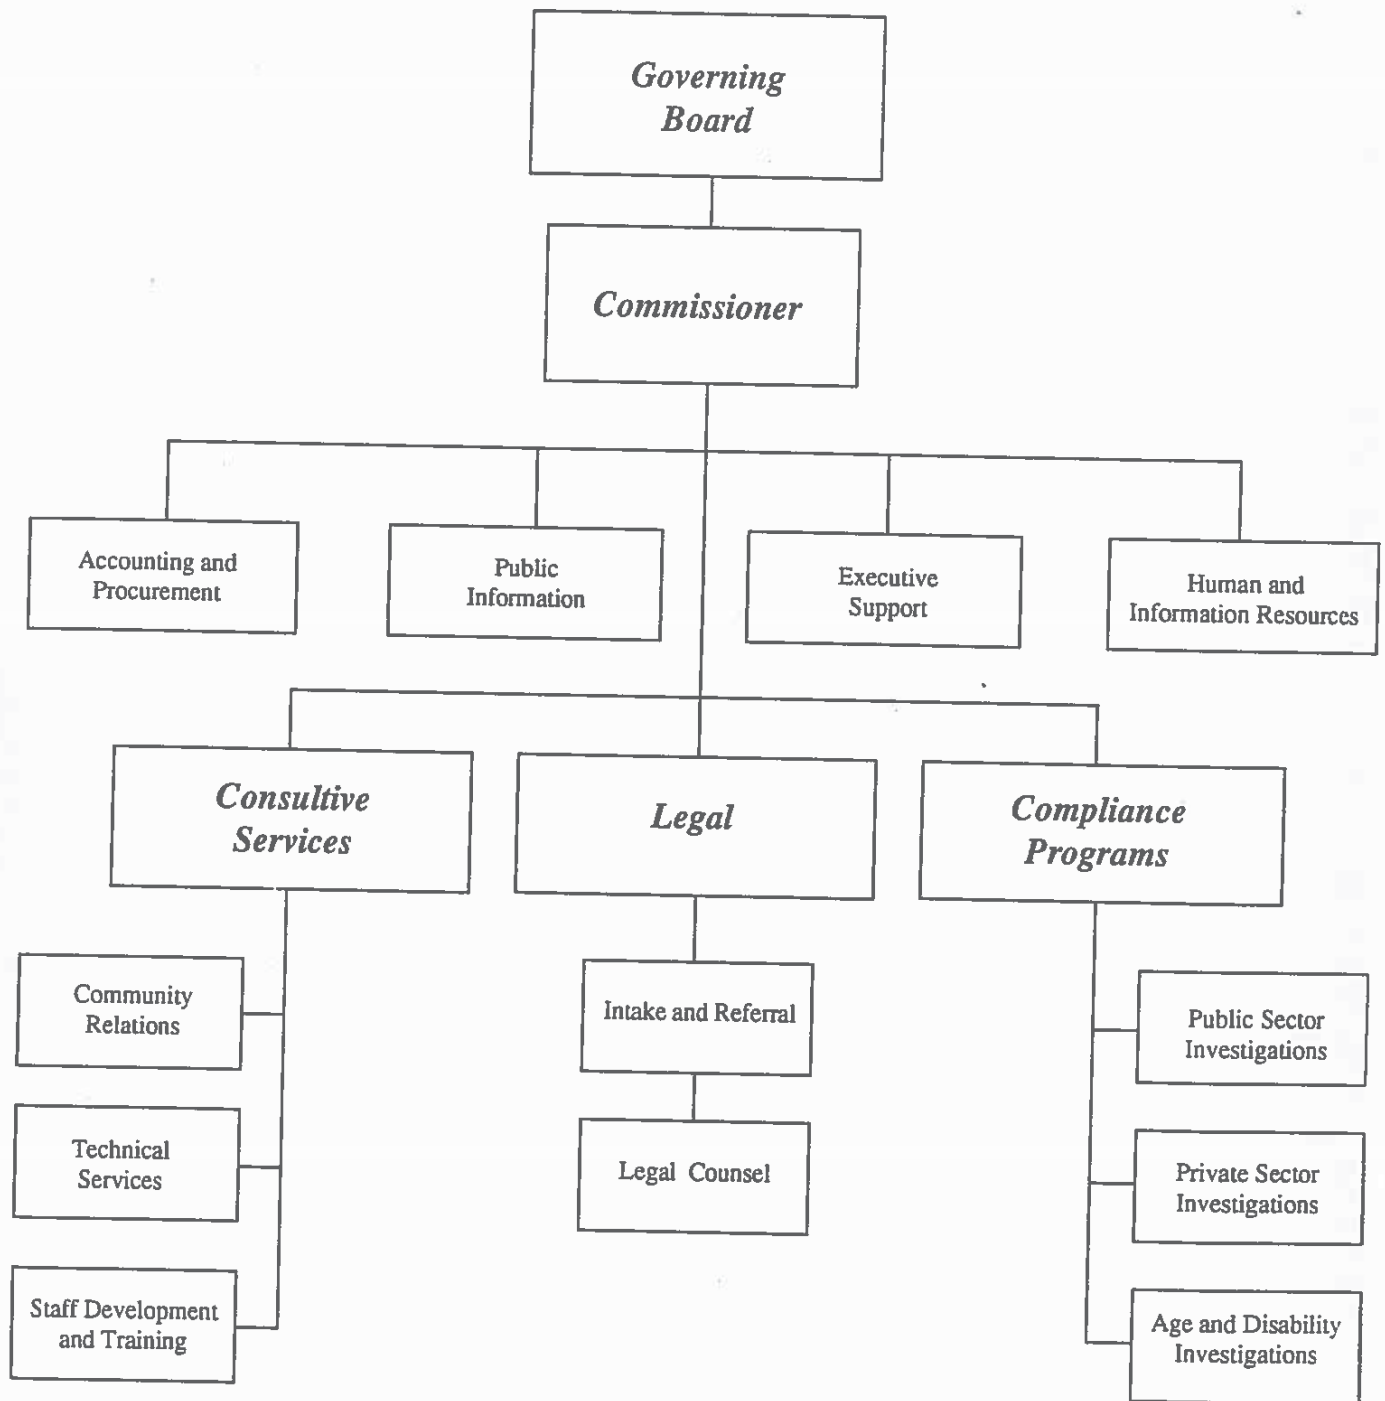 Governing
Board
Commissioner
Accounting and
Procurement
Public
Information
Executive
Support
Human and
Information Resources
Consultive
Services
Legal
Compliance
Programs
Community
Relations
Intake and Referral
Public Sector
Investigations
Technical
Services
Legal Counsel
Private Sector
Investigations
Staff Development
and Training
Age and Disability
Investigations